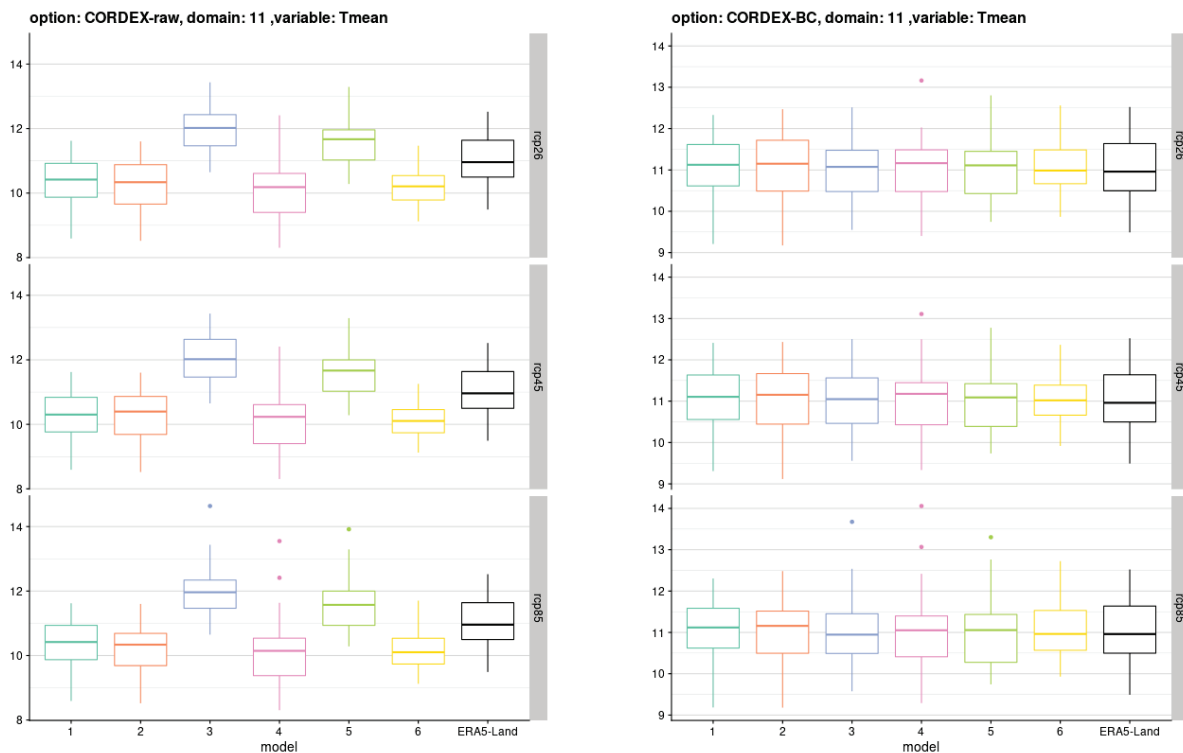 option: CORDEX-raw, domain: 11 ,variable: Tmean
14
12
10
8
rcp26
14
12
10
8
rcp45
14
12
10
8
rcp85
1 2 3 4 5 6 ERA5-Land
model
option: CORDEX-BC, domain: 11 ,variable: Tmean
14
13
12
11
10
9
rcp26
14
13
12
11
10
9
rcp45
14
13
12
11
10
9
rcp85
1 2 3 4 5 6 ERA5-Land
model